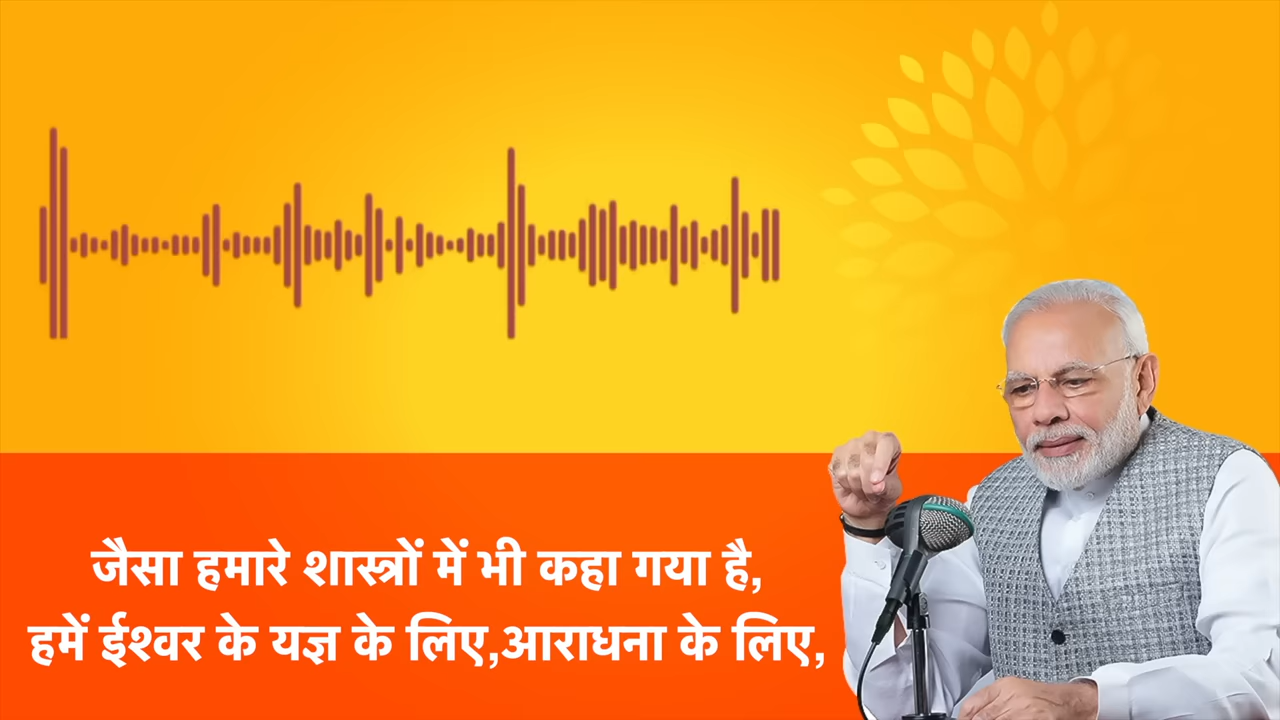 जैसा हमारे शास्त्रों में भी कहा गया है,
हमें ईश्वर के यज्ञ के लिए,आराधना के लिए,